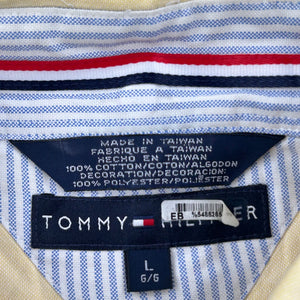 MADE IN TAIWAN
FABRIQUE A TAIWAN
HECHO EN TAIWAN
100% COTTON/COTON/ALGODON
DECORATION/DECORACION:
100% POLYESTER/POLIESTER
TOMMY HILFIGER
EB
L
G/G